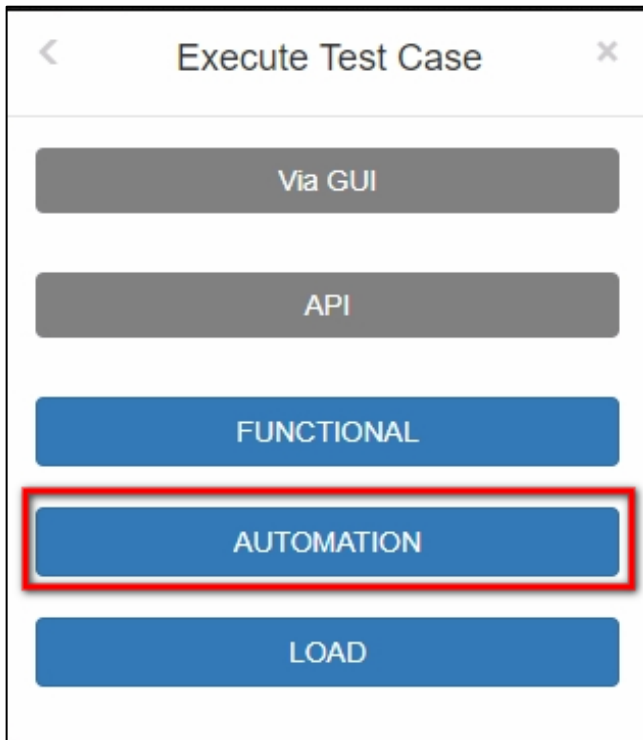 Execute Test Case
Via GUI
API
FUNCTIONAL
AUTOMATION
LOAD